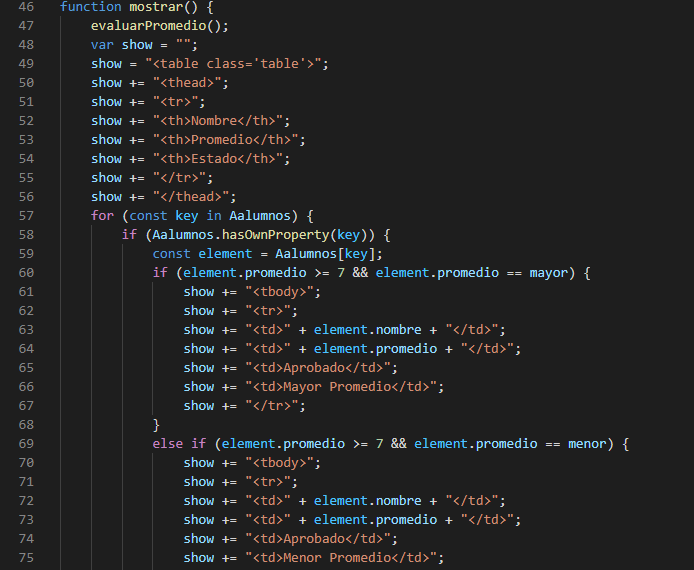 46 function mostrar() {
47     evaluarPromedio();
48     var show = "";
49     show = "<table class='table'>";
50     show += "<thead>";
51     show += "<tr>";
52     show += "<th>Nombre</th>";
53     show += "<th>Promedio</th>";
54     show += "<th>Estado</th>";
55     show += "</tr>";
56     show += "</thead>";
57     for (const key in Aalumnos) {
58         if (Aalumnos.hasOwnProperty(key)) {
59             const element = Aalumnos[key];
60             if (element.promedio >= 7 && element.promedio == mayor) {
61                 show += "<tbody>";
62                 show += "<tr>";
63                 show += "<td>" + element.nombre + "</td>";
64                 show += "<td>" + element.promedio + "</td>";
65                 show += "<td>Aprobado</td>";
66                 show += "<td>Mayor Promedio</td>";
67                 show += "</tr>";
68             }
69             else if (element.promedio >= 7 && element.promedio == menor) {
70                 show += "<tbody>";
71                 show += "<tr>";
72                 show += "<td>" + element.nombre + "</td>";
73                 show += "<td>" + element.promedio + "</td>";
74                 show += "<td>Aprobado</td>";
75                 show += "<td>Menor Promedio</td>";